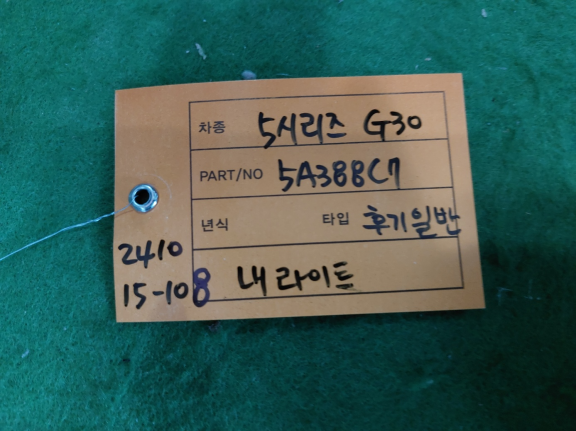 차종 5시리즈 G30
PART/NO 5A388C7
년식 타입 후기일반
2410
15-108 내라이트